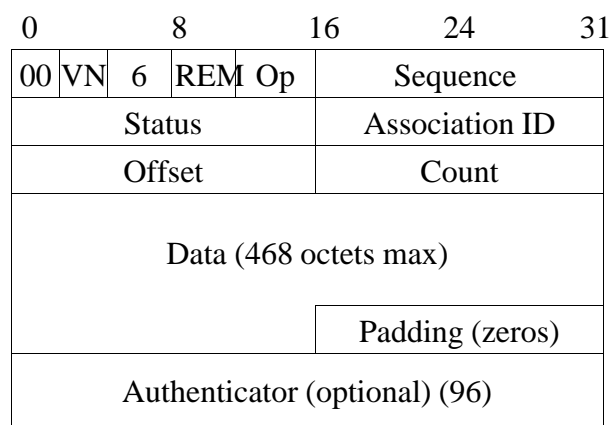 0 8 16 24 31
00 VN 6 REM Op Sequence
Status Association ID
Offset Count
Data (468 octets max)
Padding (zeros)
Authenticator (optional) (96)